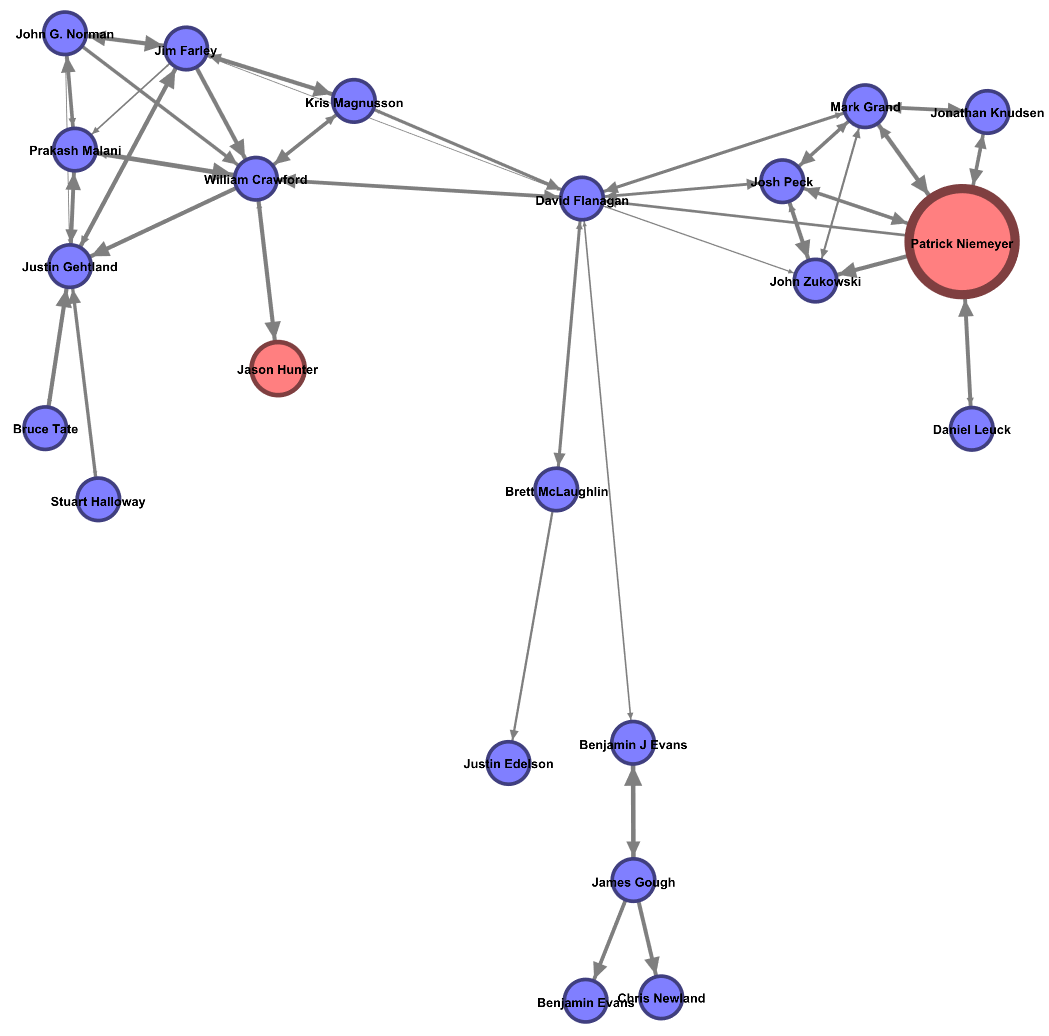 John G. Norman
Jim Farley
Kris Magnusson
Mark Grand
Jonathan Knudsen
Prakash Malani
William Crawford
David Flanagan
Josh Peck
Patrick Niemeyer
Justin Gehtland
John Zukowski
Jason Hunter
Bruce Tate
Daniel Leuck
Stuart Halloway
Brett McLaughlin
Justin Edelson
Benjamin J Evans
James Gough
Benjamin Evans
Chris Newland